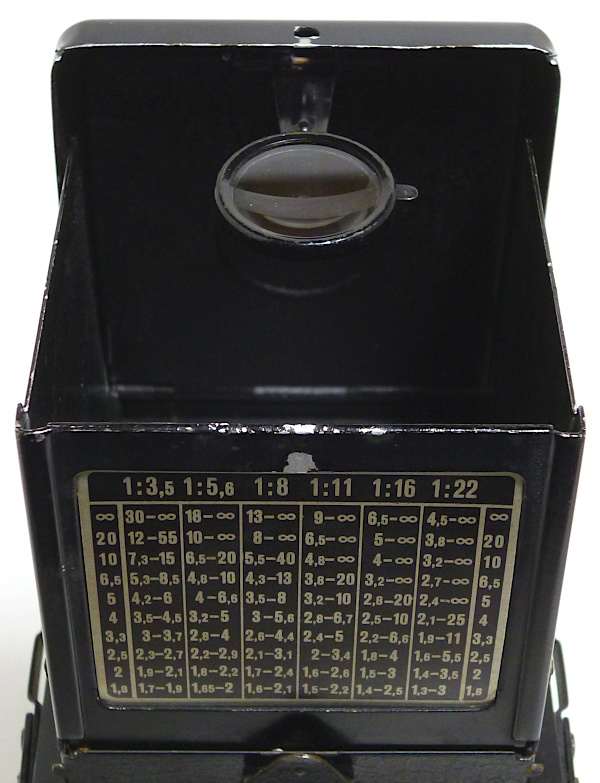 1:3,5 1:5,6 1:8 1:11 1:16 1:22
∞ 30-∞ 18-∞ 13-∞ 9-∞ 6,5-∞ 4,5-∞ ∞
20 12-55 10-∞ 8-∞ 6,5-∞ 5-∞ 3,8-∞ 20
10 7,3-15 6,5-20 5,5-40 4,8-∞ 4-∞ 3,2-∞ 10
6,5 5,3-8,5 4,8-10 4,3-13 3,8-20 3,2-∞ 2,7-∞ 6,5
5 4,2-6 4-6,6 3,5-8 3,2-10 2,8-20 2,4-∞ 5
4 3,5-4,5 3,2-5 3-5,6 2,8-6,7 2,5-10 2,1-25 4
3,3 3-3,7 2,8-4 2,6-4,4 2,4-5 2,2-6,6 1,9-11 3,3
2,5 2,3-2,7 2,2-2,9 2,1-3,1 2-3,4 1,8-4 1,6-5,5 2,5
2 1,9-2,1 1,8-2,2 1,7-2,4 1,6-2,6 1,5-3 1,4-3,5 2
1,8 1,7-1,9 1,65-2 1,6-2,1 1,5-2,2 1,4-2,5 1,3-3 1,8